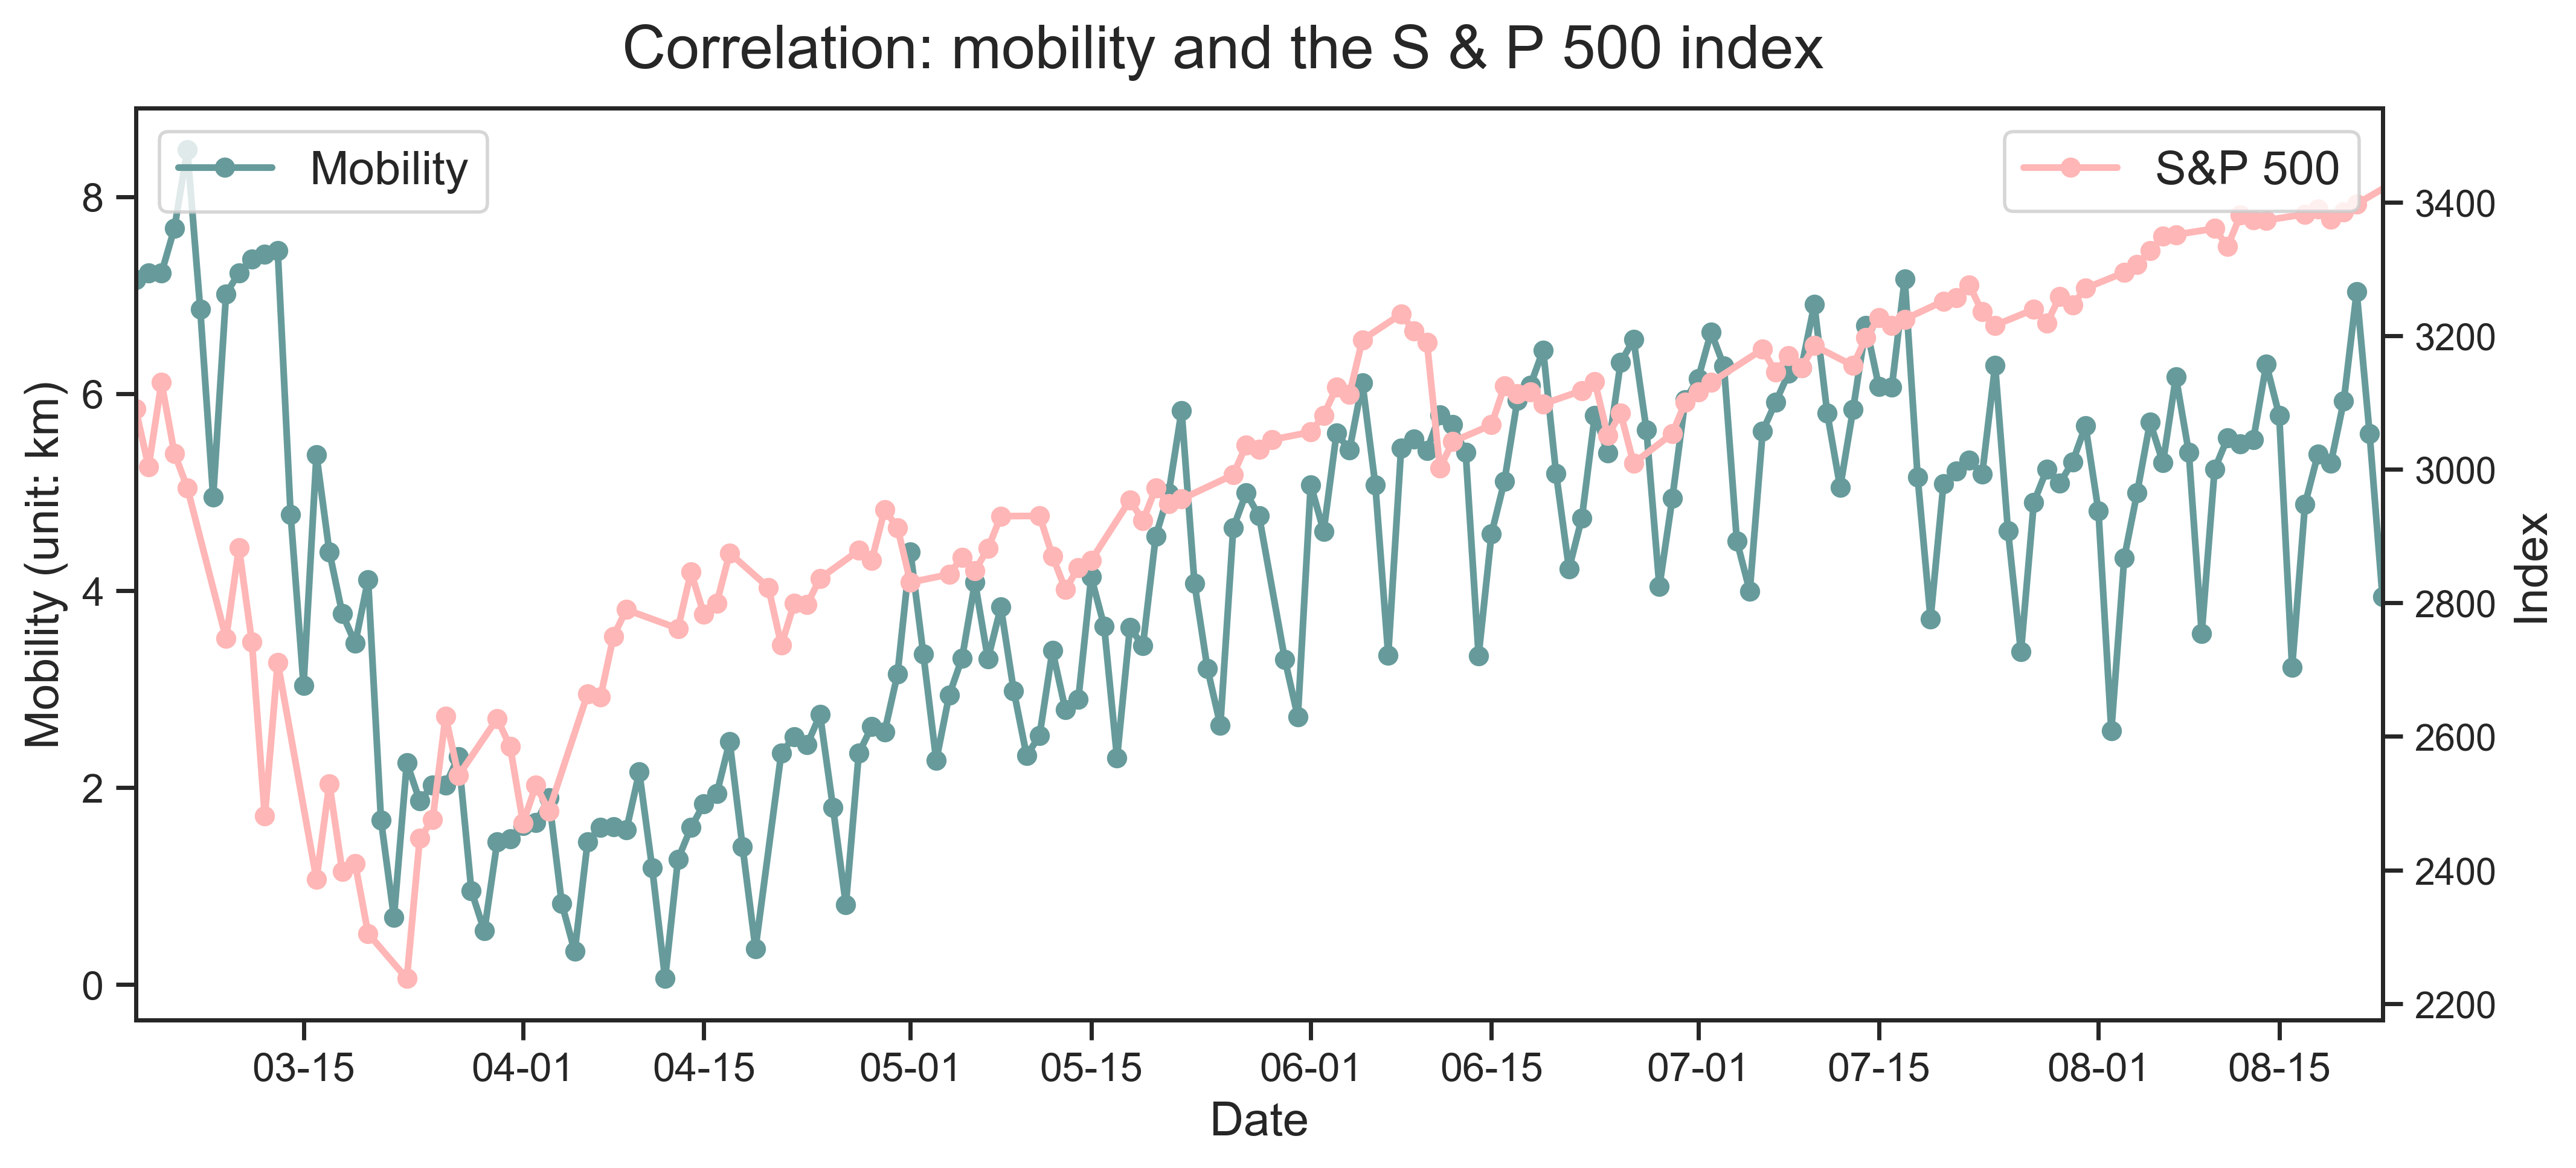 Correlation: mobility and the S & P 500 index
Mobility
S&P 500
Mobility (unit: km)
8
6
4
2
0
3400
3200
3000
2800
2600
2400
2200
Index
03-15 04-01 04-15 05-01 05-15 06-01 06-15 07-01 07-15 08-01 08-15
Date